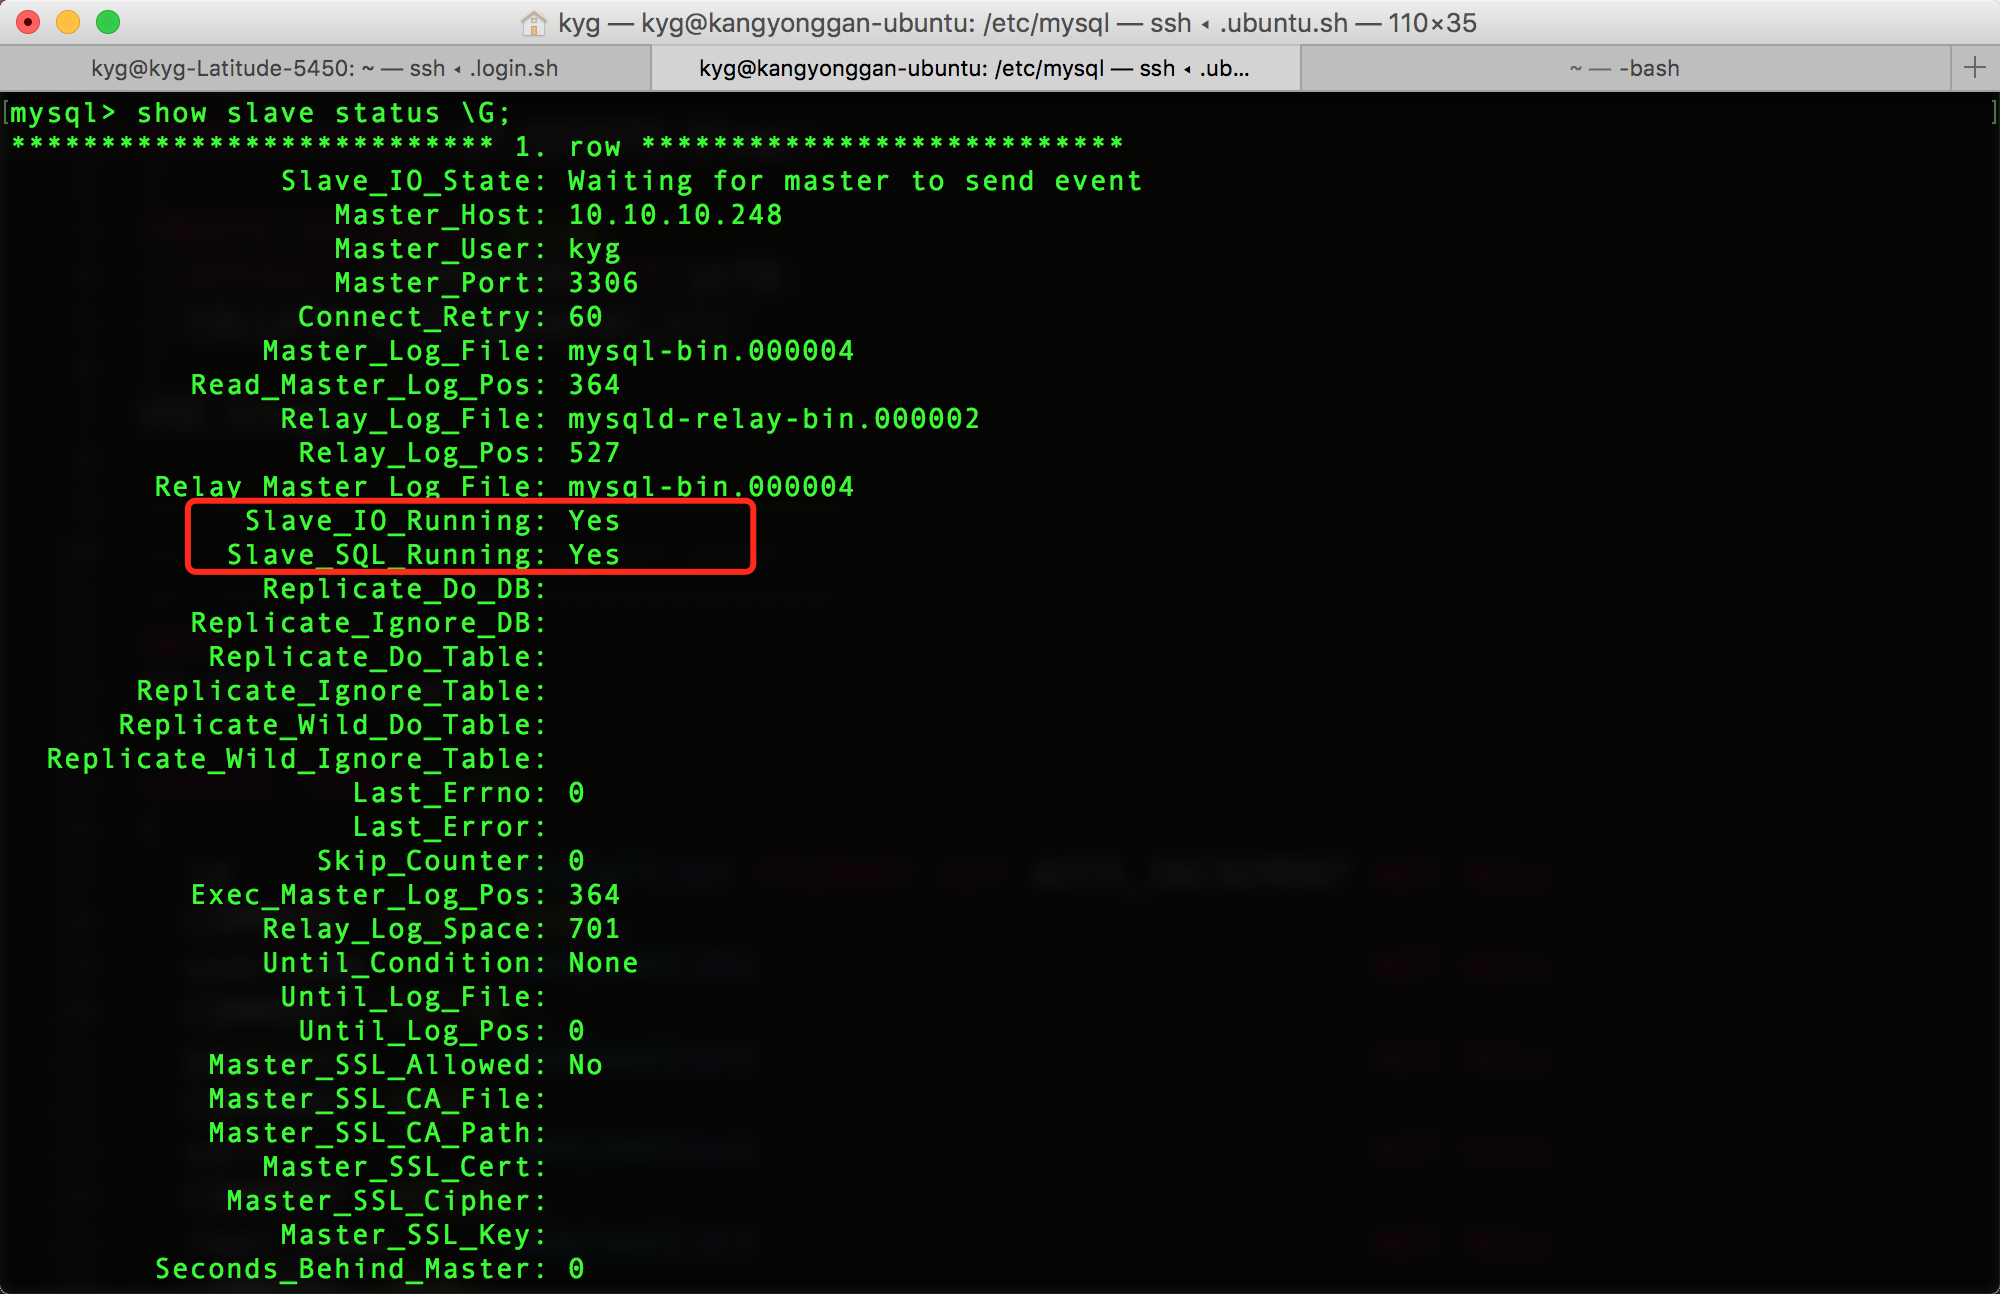 kyg — kyg@kangyonggan-ubuntu: /etc/mysql — ssh ◂ .ubuntu.sh — 110×35
kyg@kyg-Latitude-5450: ~ — ssh ◂ .login.sh
kyg@kangyonggan-ubuntu: /etc/mysql — ssh ◂ .ub...
~ — -bash
[mysql> show slave status \G; ]
*************************** 1. row ***************************
Slave_IO_State: Waiting for master to send event
Master_Host: 10.10.10.248
Master_User: kyg
Master_Port: 3306
Connect_Retry: 60
Master_Log_File: mysql-bin.000004
Read_Master_Log_Pos: 364
Relay_Log_File: mysqld-relay-bin.000002
Relay_Log_Pos: 527
Relay_Master_Log_File: mysql-bin.000004
Slave_IO_Running: Yes
Slave_SQL_Running: Yes
Replicate_Do_DB:
Replicate_Ignore_DB:
Replicate_Do_Table:
Replicate_Ignore_Table:
Replicate_Wild_Do_Table:
Replicate_Wild_Ignore_Table:
Last_Errno: 0
Last_Error:
Skip_Counter: 0
Exec_Master_Log_Pos: 364
Relay_Log_Space: 701
Until_Condition: None
Until_Log_File:
Until_Log_Pos: 0
Master_SSL_Allowed: No
Master_SSL_CA_File:
Master_SSL_CA_Path:
Master_SSL_Cert:
Master_SSL_Cipher:
Master_SSL_Key:
Seconds_Behind_Master: 0